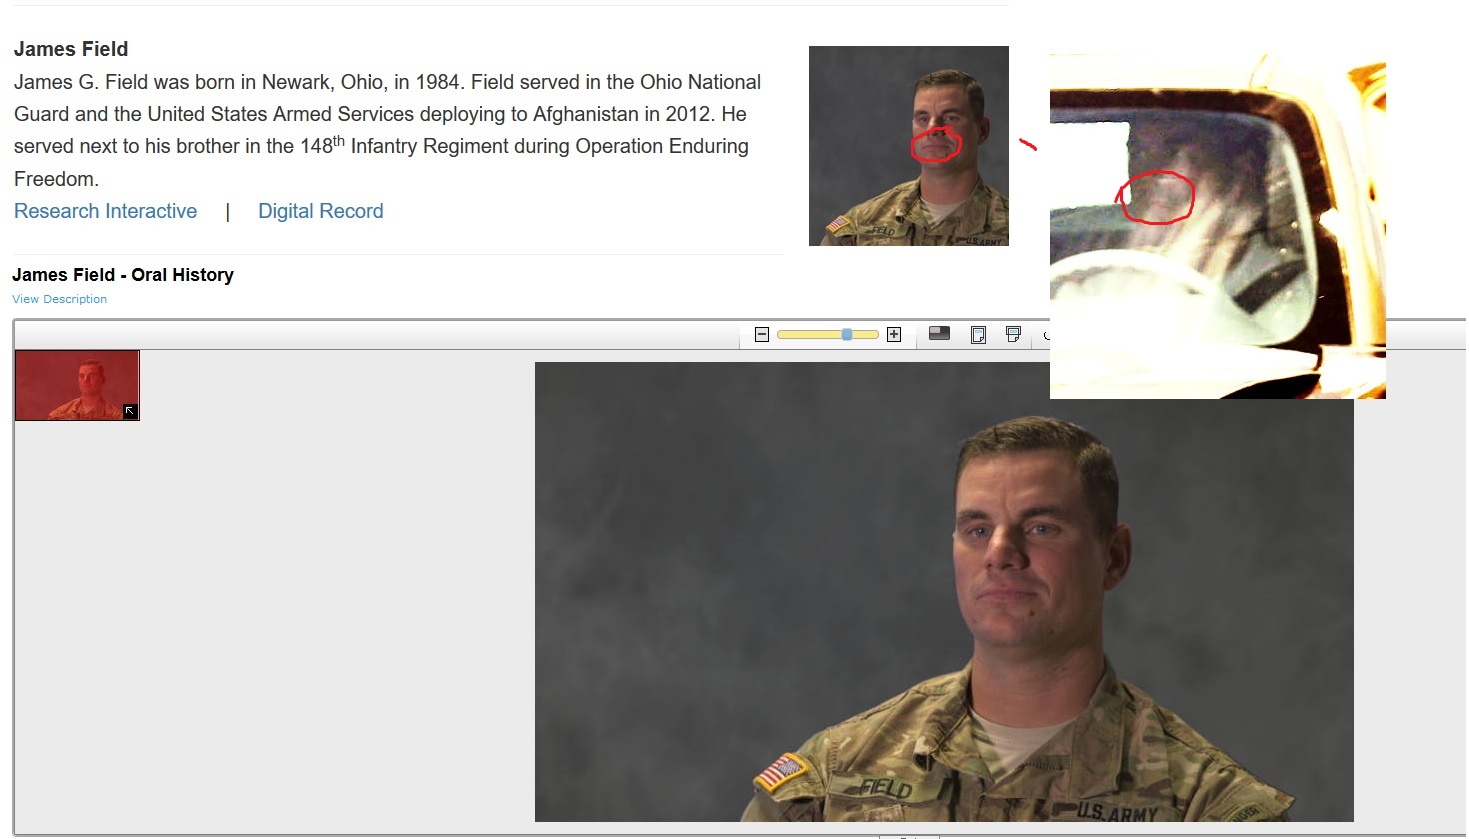 James Field
James G. Field was born in Newark, Ohio, in 1984. Field served in the Ohio National
Guard and the United States Armed Services deploying to Afghanistan in 2012. He
served next to his brother in the 148th Infantry Regiment during Operation Enduring
Freedom.
Research Interactive | Digital Record
FIELD
U.S. ARMY
James Field - Oral History
View Description
FIELD
U.S. ARMY